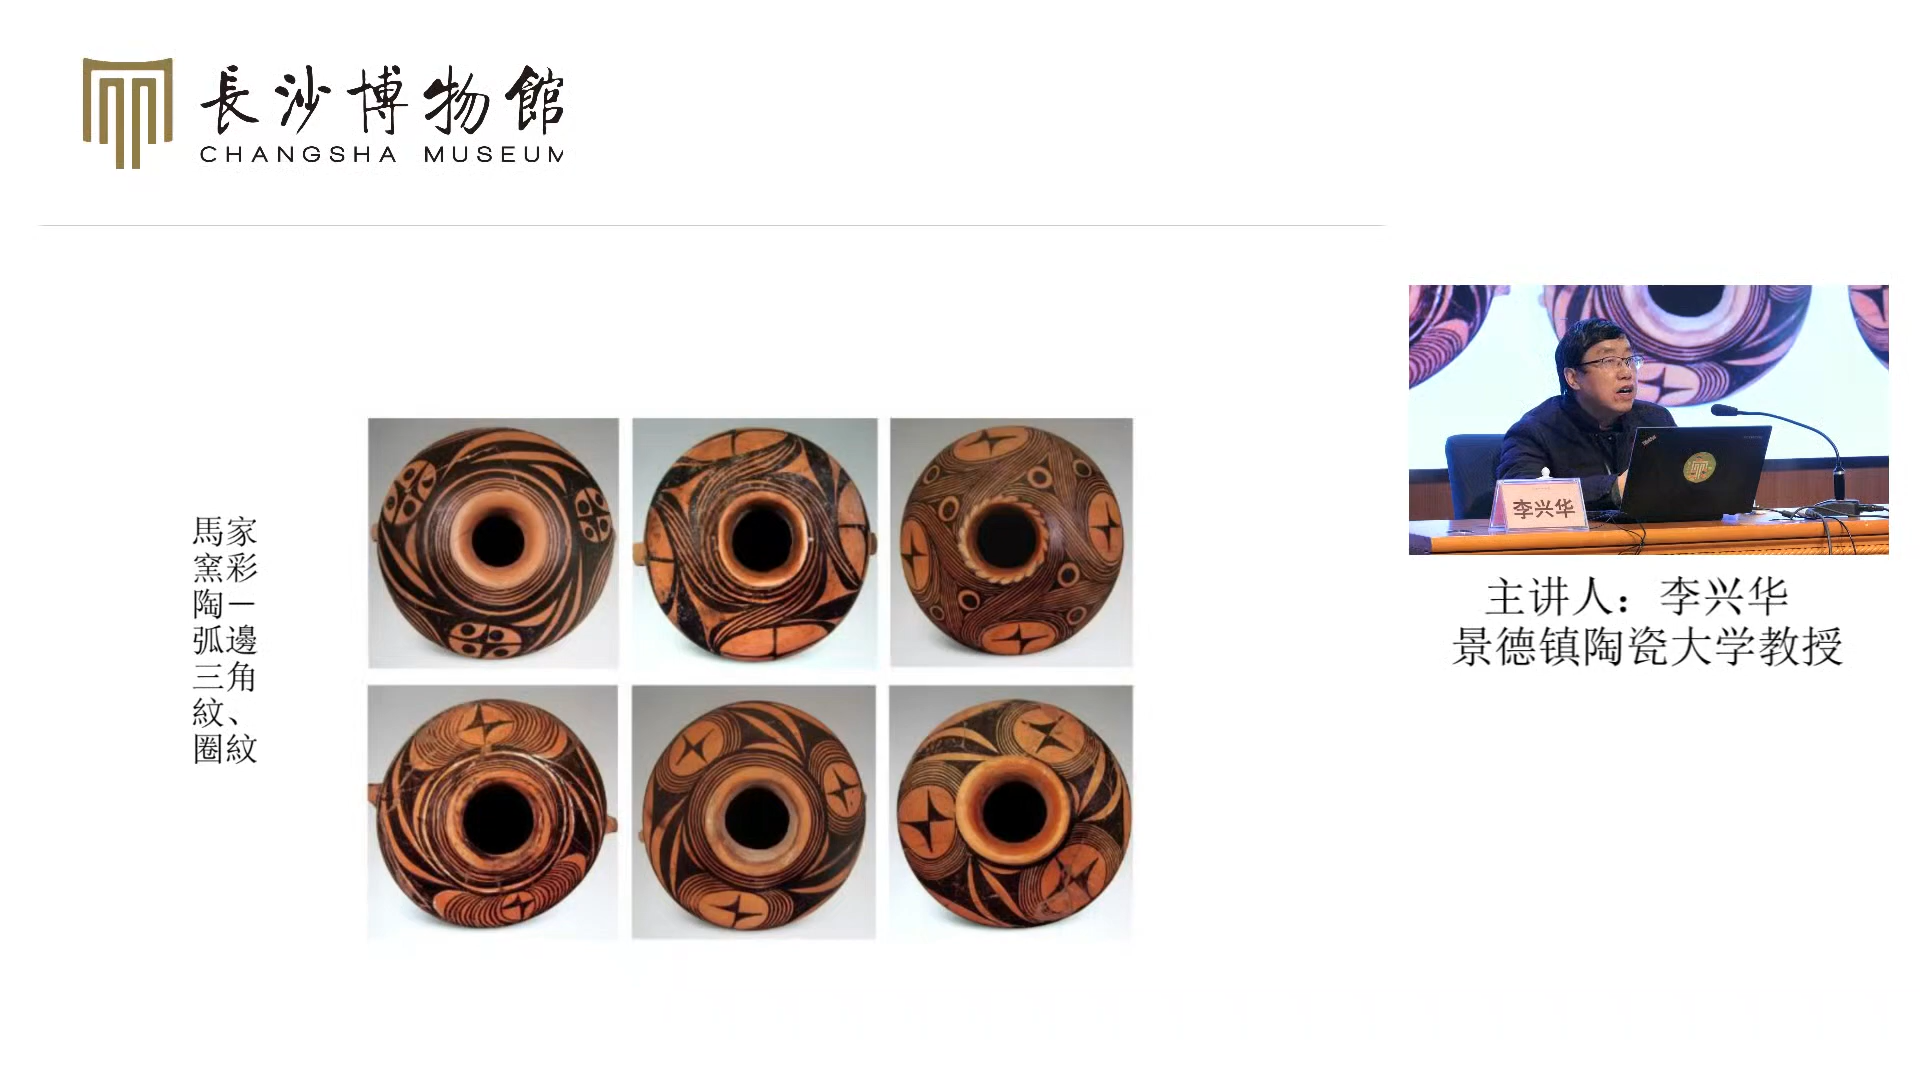 長沙博物館
CHANGSHA MUSEUM
馬家
窯彩
陶－
弧邊
三角
紋、
圈紋
李兴华
主讲人：李兴华
景德镇陶瓷大学教授